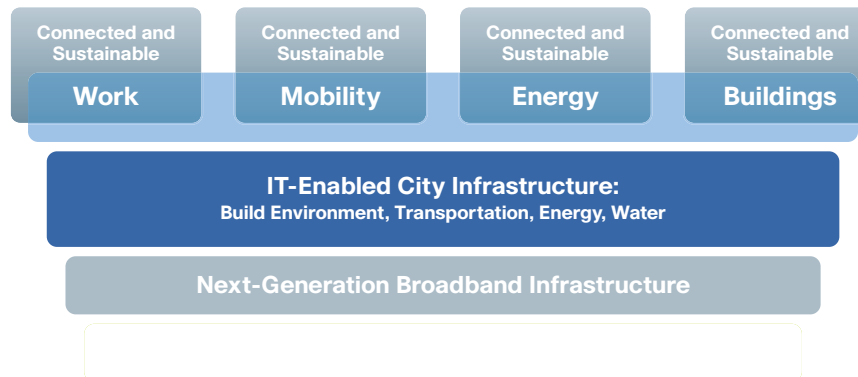 Connected and
Sustainable
Work
Connected and
Sustainable
Mobility
Connected and
Sustainable
Energy
Connected and
Sustainable
Buildings
IT-Enabled City Infrastructure:
Build Environment, Transportation, Energy, Water
Next-Generation Broadband Infrastructure